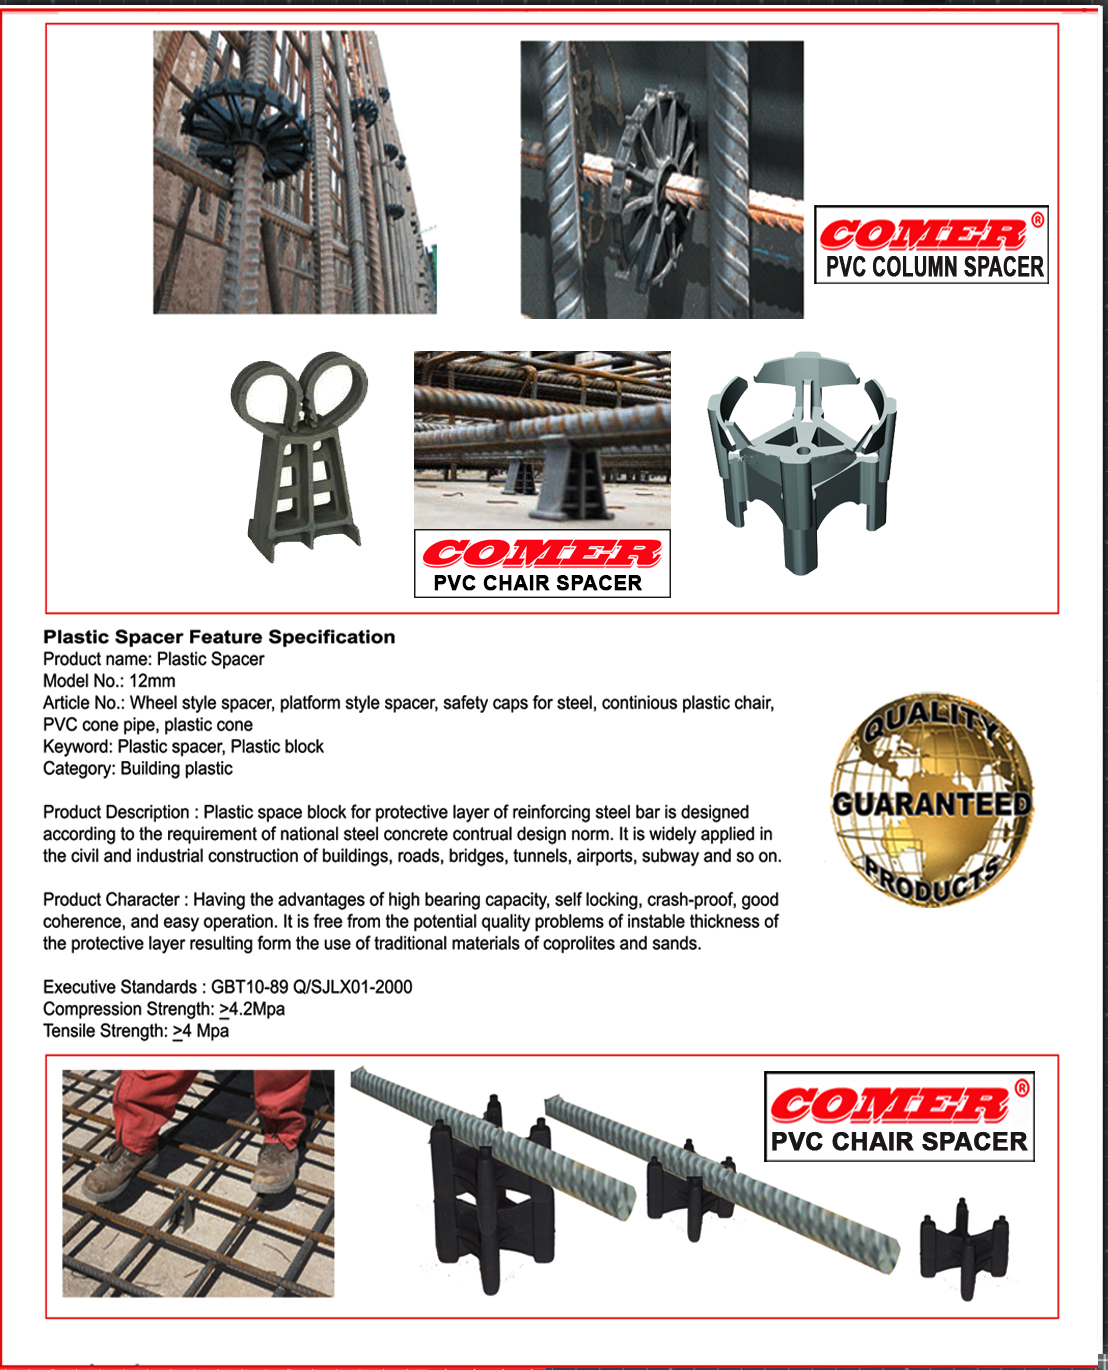 COMER®
PVC COLUMN SPACER
COMER
PVC CHAIR SPACER
Plastic Spacer Feature Specification
Product name: Plastic Spacer
Model No.: 12mm
Article No.: Wheel style spacer, platform style spacer, safety caps for steel, continious plastic chair,
PVC cone pipe, plastic cone
Keyword: Plastic spacer, Plastic block
Category: Building plastic
Product Description : Plastic space block for protective layer of reinforcing steel bar is designed
according to the requirement of national steel concrete contrual design norm. It is widely applied in
the civil and industrial construction of buildings, roads, bridges, tunnels, airports, subway and so on.
Product Character : Having the advantages of high bearing capacity, self locking, crash-proof, good
coherence, and easy operation. It is free from the potential quality problems of instable thickness of
the protective layer resulting form the use of traditional materials of coprolites and sands.
Executive Standards : GBT10-89 Q/SJLX01-2000
Compression Strength: ≥4.2Mpa
Tensile Strength: ≥4 Mpa
QUALITY
GUARANTEED
PRODUCTS
COMER®
PVC CHAIR SPACER